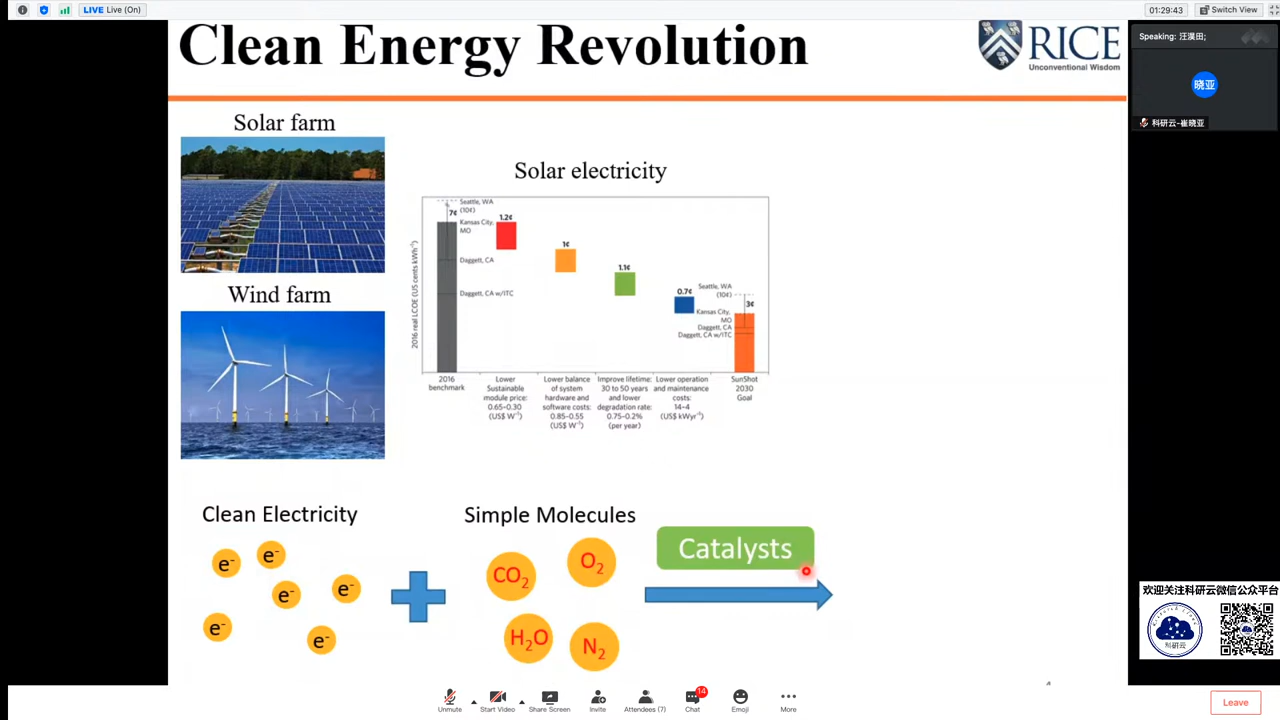 LIVE Live (On)
01:29:43
Switch View
Clean Energy Revolution
RICE
Unconventional Wisdom
Speaking: 汪淏田;
晓亚
科研云-崔晓亚
Solar farm
Wind farm
Solar electricity
2016 real LCOE (US cents kWh⁻¹)
Seattle, WA
(10¢)
7¢
Kansas City,
MO
Daggett, CA
Daggett, CA w/ITC
1.2¢
1¢
1.1¢
0.7¢
Seattle, WA
(10¢)
3¢
Kansas City,
MO
Daggett, CA
Daggett, CA w/ITC
2016
benchmark
Lower
Sustainable
module price:
0.65-0.30
(US$ W⁻¹)
Lower balance
of system
hardware and
software costs:
0.85-0.55
(US$ W⁻¹)
Improve lifetime:
30 to 50 years
and lower
degradation rate:
0.75-0.2%
(per year)
Lower operation
and maintenance
costs:
14-4
(US$ kWyr⁻¹)
SunShot
2030
Goal
Clean Electricity
e⁻
e⁻
e⁻
e⁻
e⁻
e⁻
Simple Molecules
CO₂
O₂
H₂O
N₂
Catalysts
欢迎关注科研云微信公众平台
科研云
4
Unmute
Start Video
Share Screen
Invite
Attendees (7)
14
Chat
Emoji
More
Leave